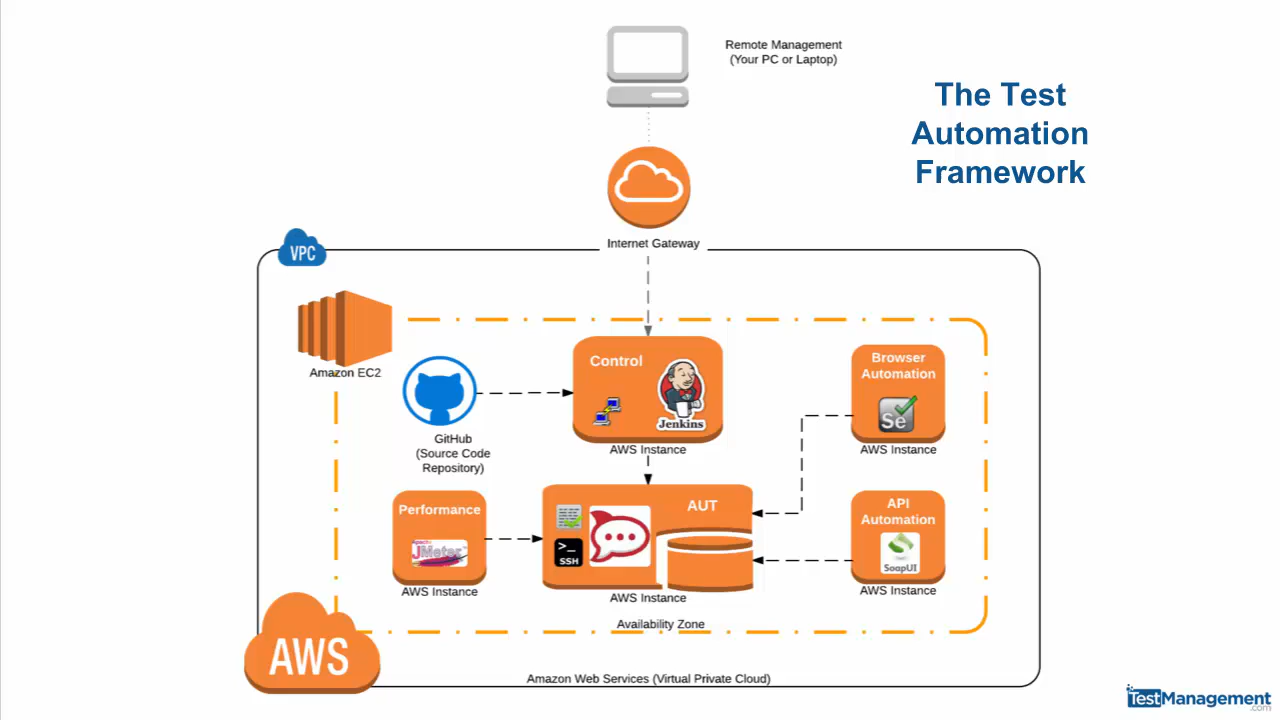 Remote Management
(Your PC or Laptop)
The Test
Automation
Framework
Internet Gateway
VPC
Amazon EC2
Control
Jenkins
AWS Instance
Browser
Automation
Se
AWS Instance
GitHub
(Source Code
Repository)
Performance
Apache
JMeter
AWS Instance
AUT
>_
SSH
AWS Instance
API
Automation
SoapUI
AWS Instance
Availability Zone
AWS
Amazon Web Services (Virtual Private Cloud)
TestManagement
.com